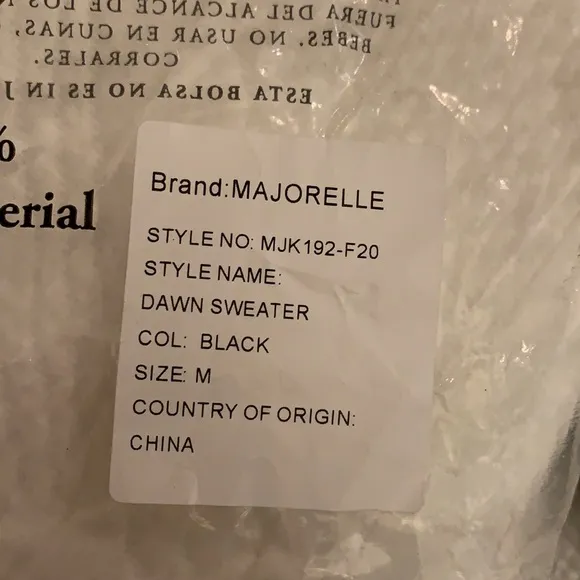 FUERA DEL ALCANCE DE LOS
BEBES. NO USAR EN CUNAS,
CORRALES.
ESTA BOLSA NO ES
%
erial
Brand:MAJORELLE
STYLE NO: MJK192-F20
STYLE NAME:
DAWN SWEATER
COL: BLACK
SIZE: M
COUNTRY OF ORIGIN:
CHINA